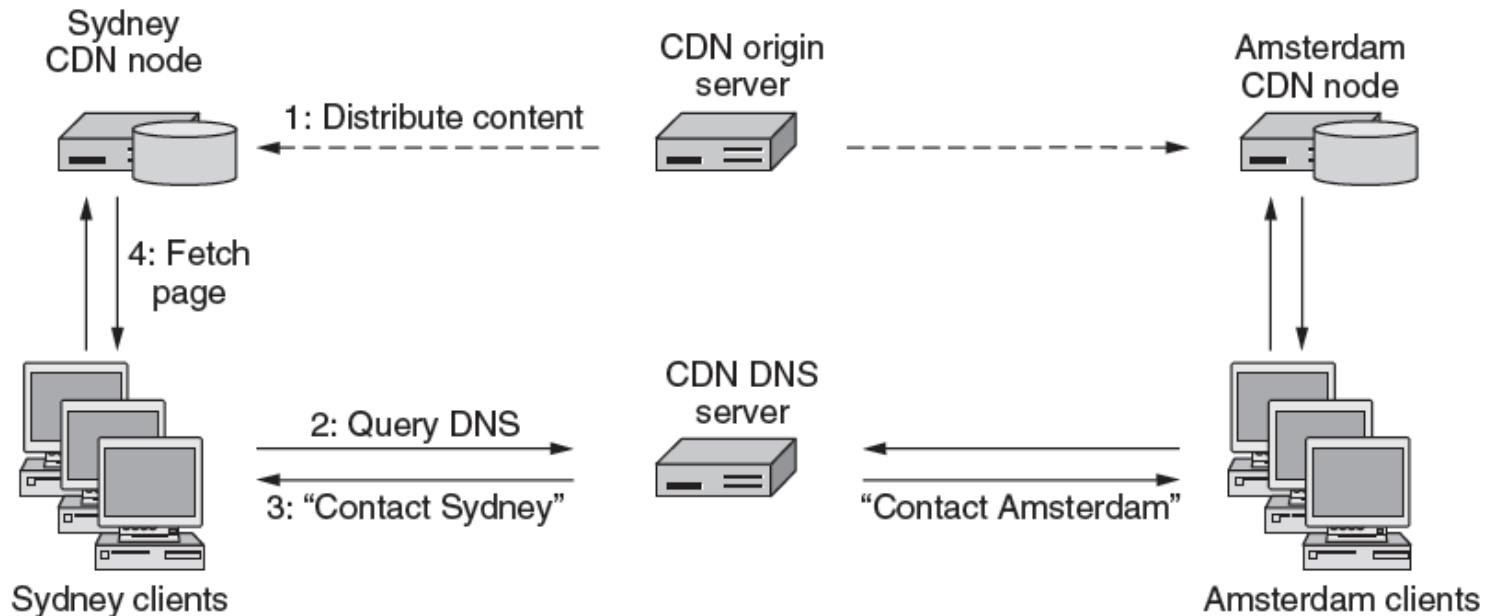 Sydney
CDN node
CDN origin
server
Amsterdam
CDN node
1: Distribute content
4: Fetch
page
CDN DNS
server
2: Query DNS
3: “Contact Sydney”
“Contact Amsterdam”
Sydney clients
Amsterdam clients